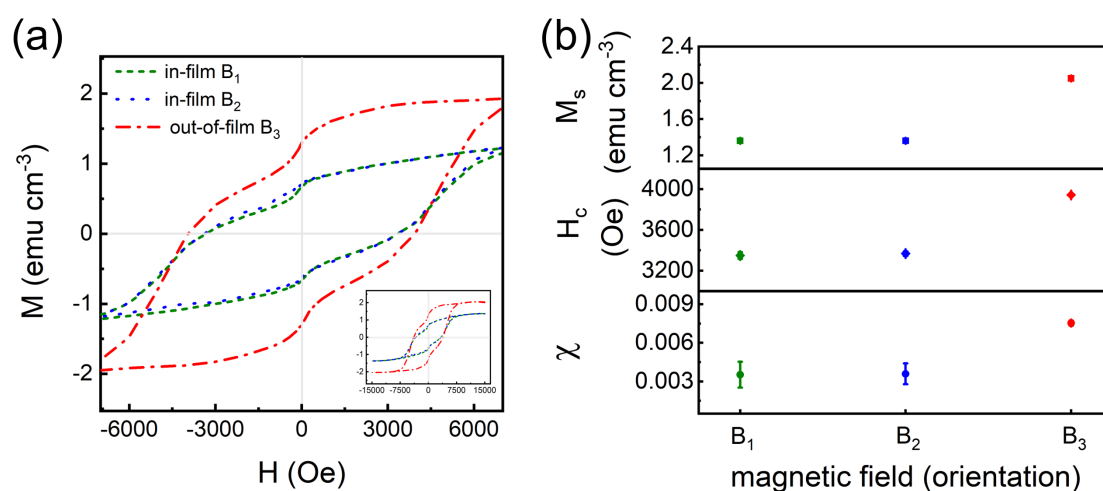 (a)
in-film B₁
in-film B₂
out-of-film B₃
M (emu cm⁻³)
2
1
0
-1
-2
-6000 -3000 0 3000 6000
H (Oe)
2
1
0
-1
-2
-15000 -7500 0 7500 15000
(b)
Mₛ
(emu cm⁻³)
2.4
2.0
1.6
1.2
H꜀
(Oe)
4000
3600
3200
χ
0.009
0.006
0.003
B₁ B₂ B₃
magnetic field (orientation)